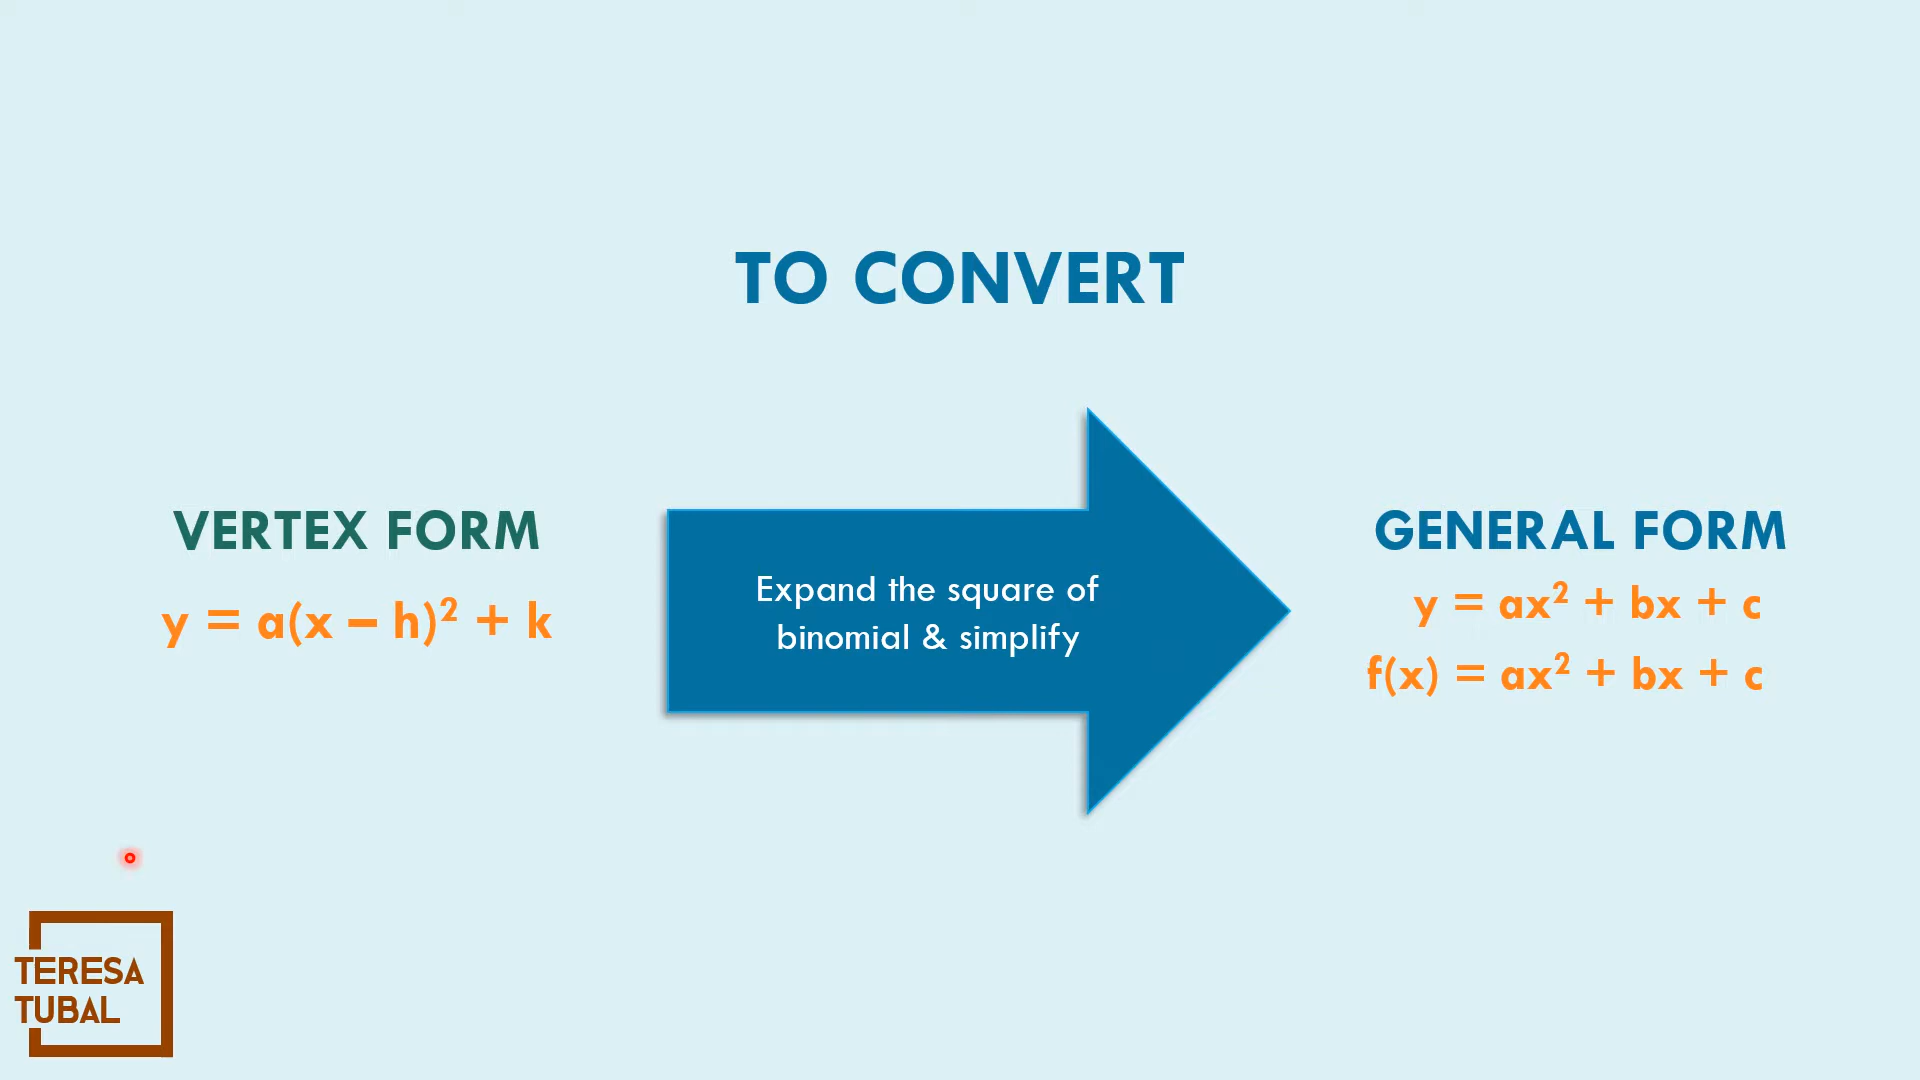 TO CONVERT
VERTEX FORM
y = a(x – h)² + k
Expand the square of
binomial & simplify
GENERAL FORM
y = ax² + bx + c
f(x) = ax² + bx + c
TERESA
TUBAL